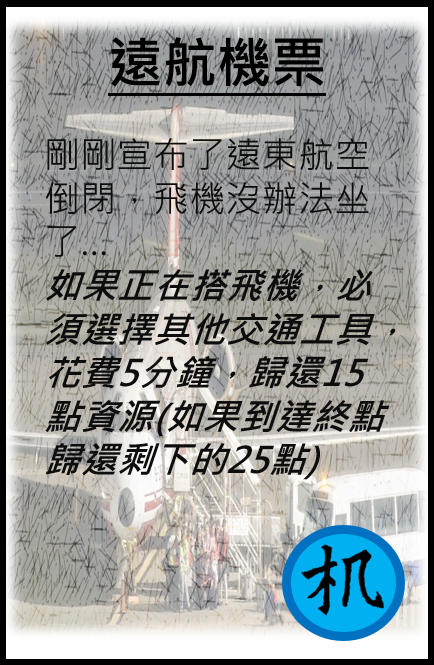 遠航機票
剛剛宣布了遠東航空
倒閉，飛機沒辦法坐
了...
如果正在搭飛機，必
須選擇其他交通工具，
花費5分鐘，歸還15
點資源(如果到達終點
歸還剩下的25點)
机